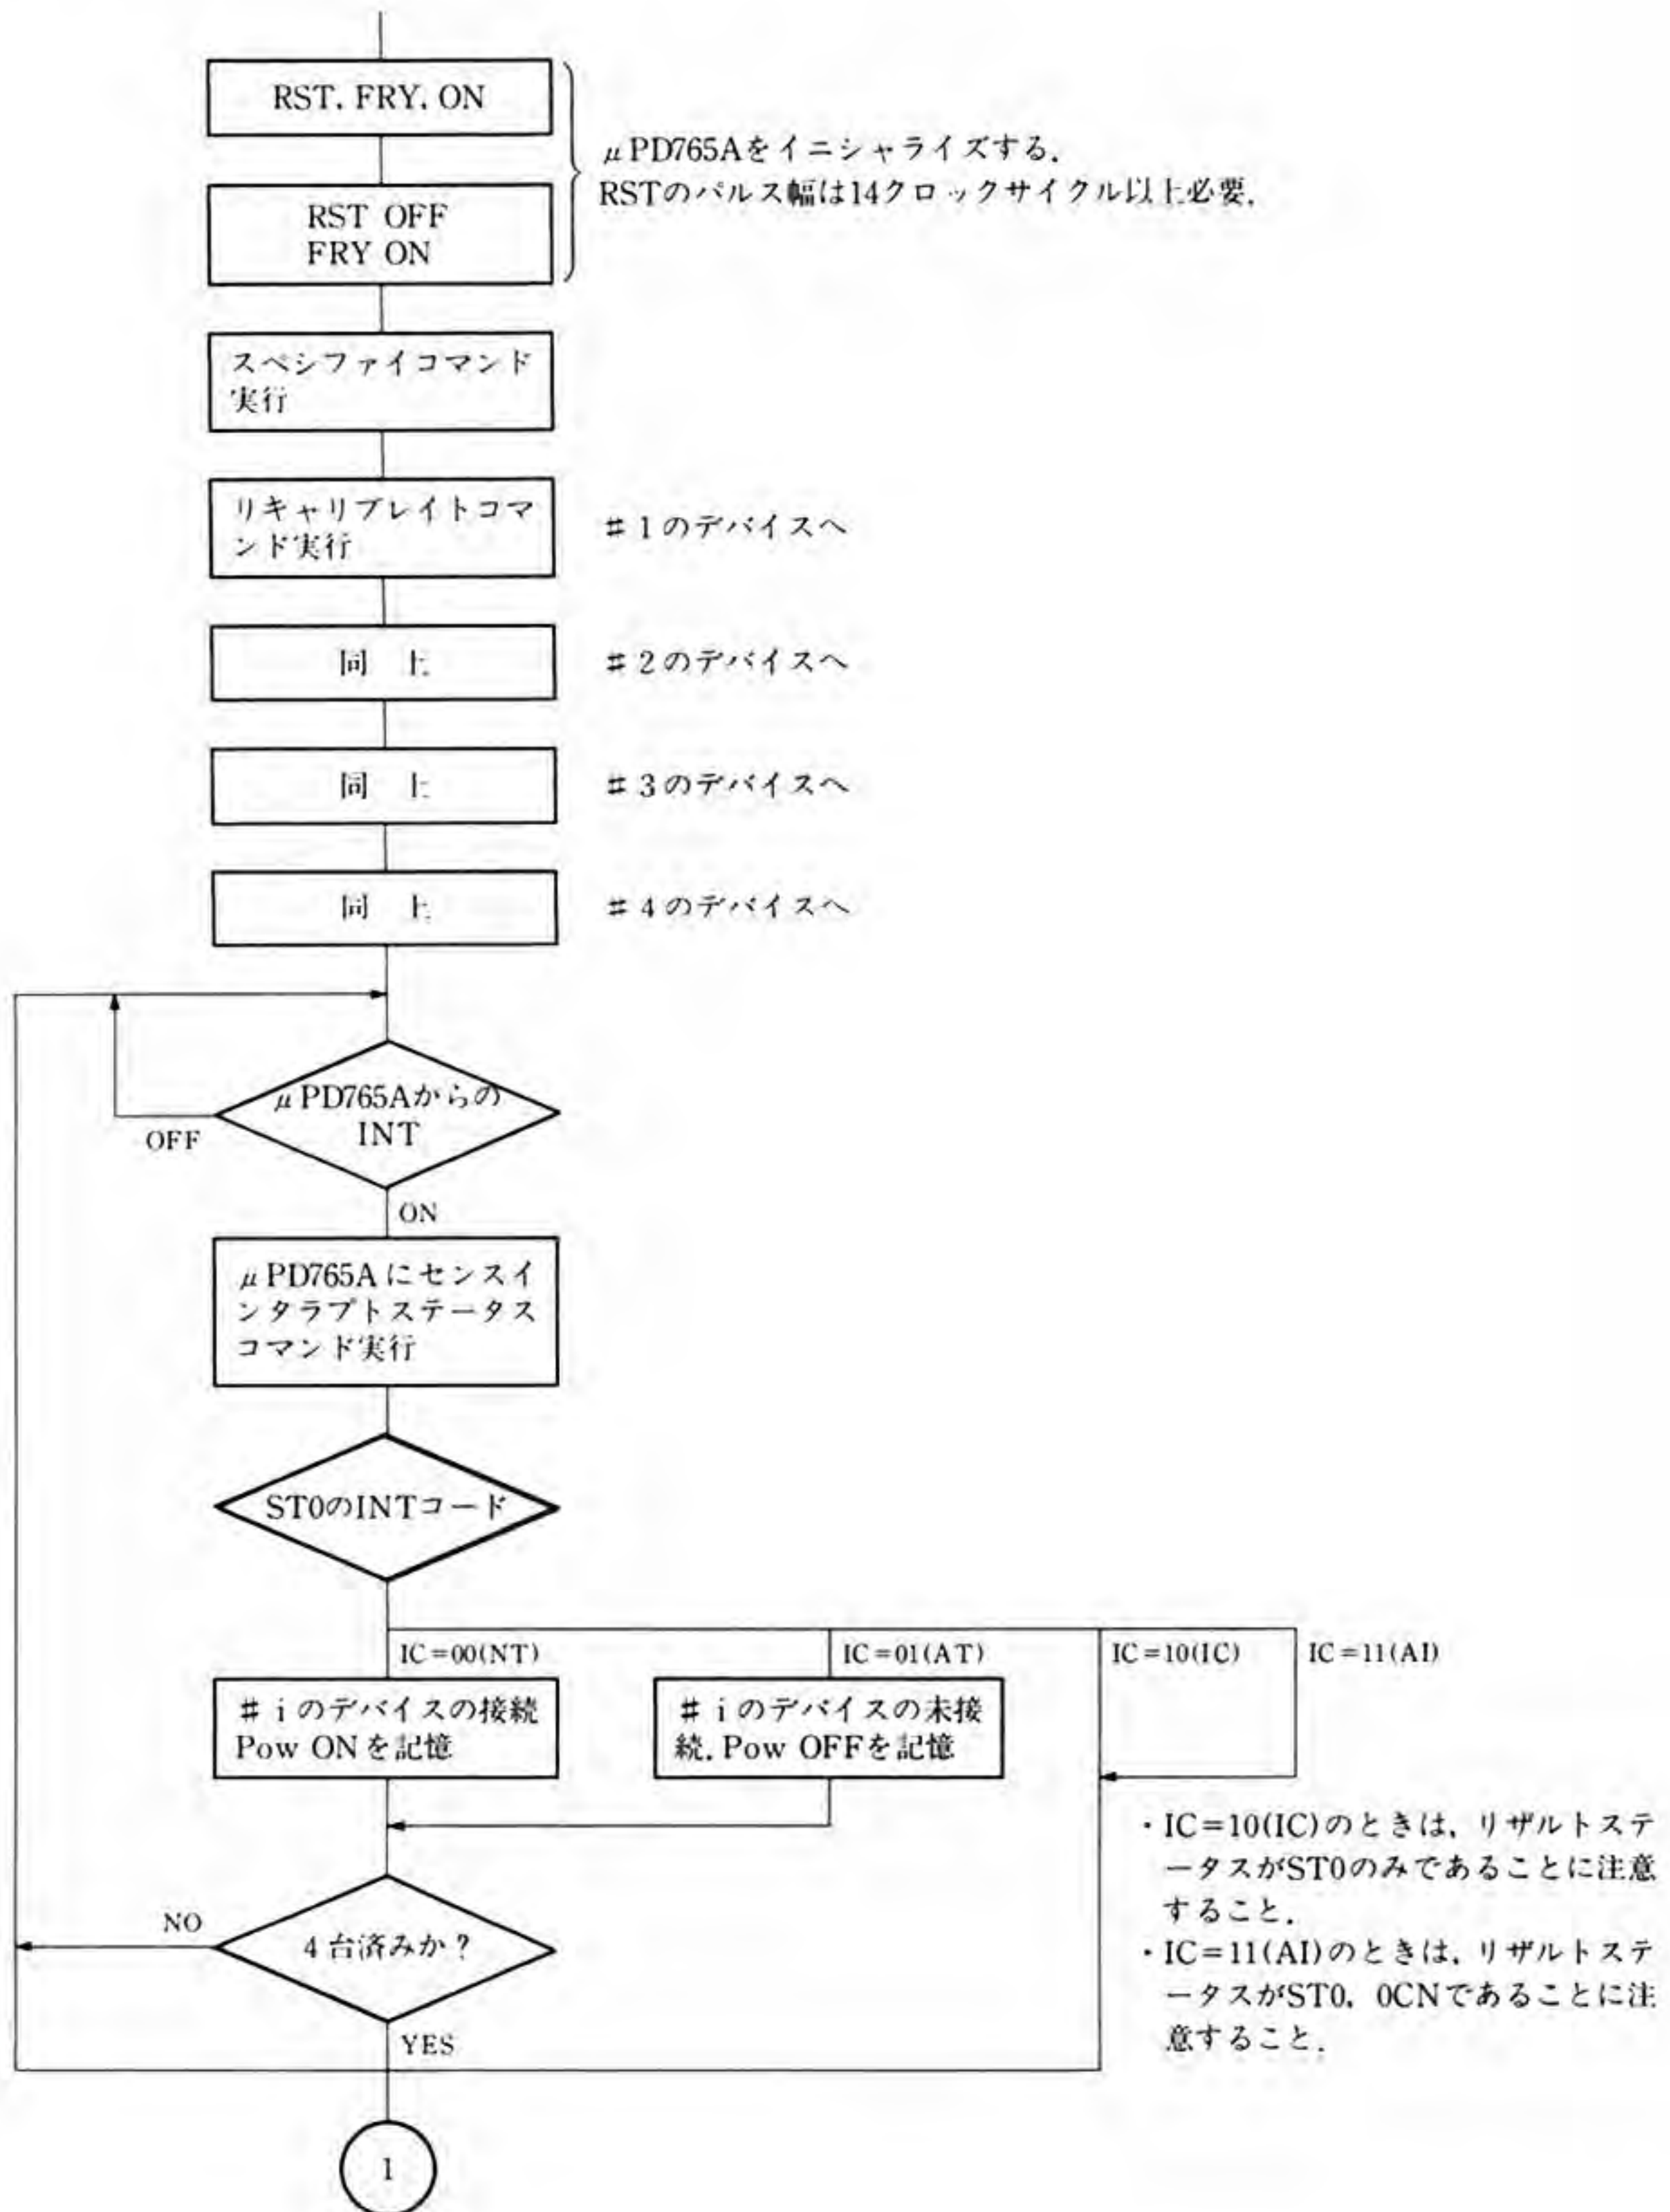 RST, FRY, ON
μPD765Aをイニシャライズする.
RSTのパルス幅は14クロックサイクル以上必要.
RST OFF
FRY ON
スペシファイコマンド
実行
リキャリブレイトコマ
ンド実行
#1のデバイスへ
同 上
#2のデバイスへ
同 上
#3のデバイスへ
同 上
#4のデバイスへ
μPD765Aからの
INT
OFF
ON
μPD765Aにセンスイ
ンタラプトステータス
コマンド実行
ST0のINTコード
IC=00(NT)
IC=01(AT)
IC=10(IC)
IC=11(AI)
#iのデバイスの接続
Pow ONを記憶
#iのデバイスの未接
続, Pow OFFを記憶
・IC=10(IC)のときは, リザルトステ
ータスがST0のみであることに注意
すること.
・IC=11(AI)のときは, リザルトステ
ータスがST0, 0CNであることに注
意すること.
4台済みか?
NO
YES
1